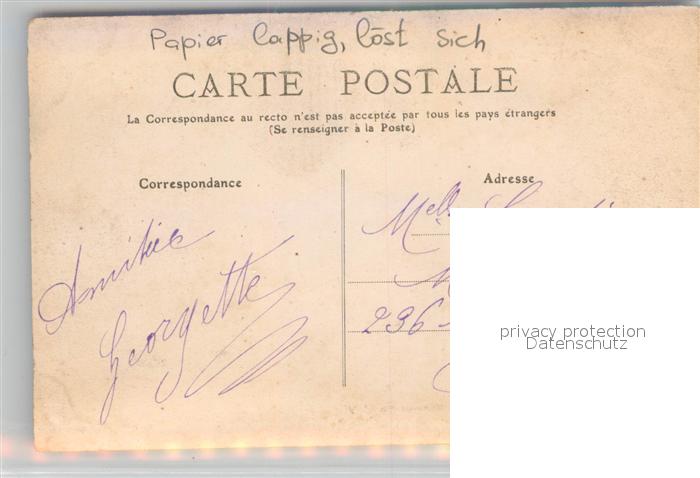 Papier lappig, löst sich
CARTE POSTALE
La Correspondance au recto n'est pas acceptée par tous les pays étrangers
(Se renseigner à la Poste)
Correspondance
Adresse
Melle
Amitiés
Georgette
236
privacy protection
Datenschutz